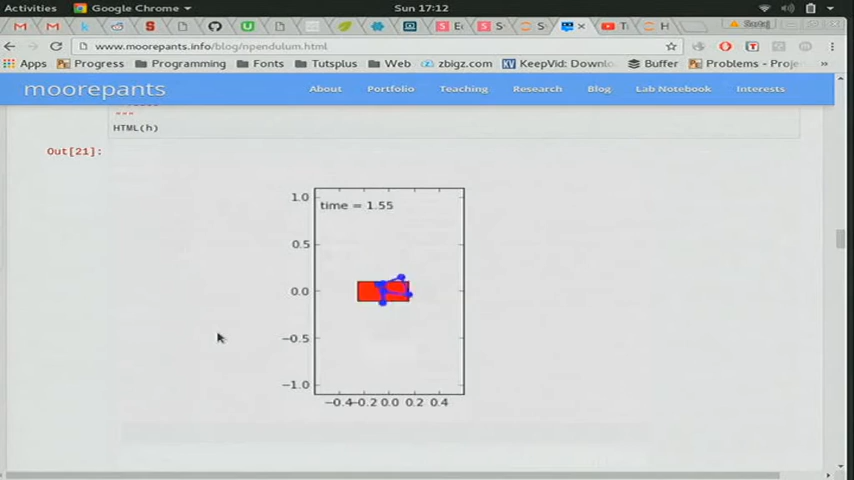 Activities Google Chrome Sun 17:12
www.moorepants.info/blog/npendulum.html
Apps Progress Programming Fonts Tutsplus Web zbigz.com KeepVid: Downlo Buffer Problems - Proje
moorepants About Portfolio Teaching Research Blog Lab Notebook Interests
"""
HTML(h)
Out[21]:
time = 1.55
1.0
0.5
0.0
−0.5
−1.0
−0.4 −0.2 0.0 0.2 0.4